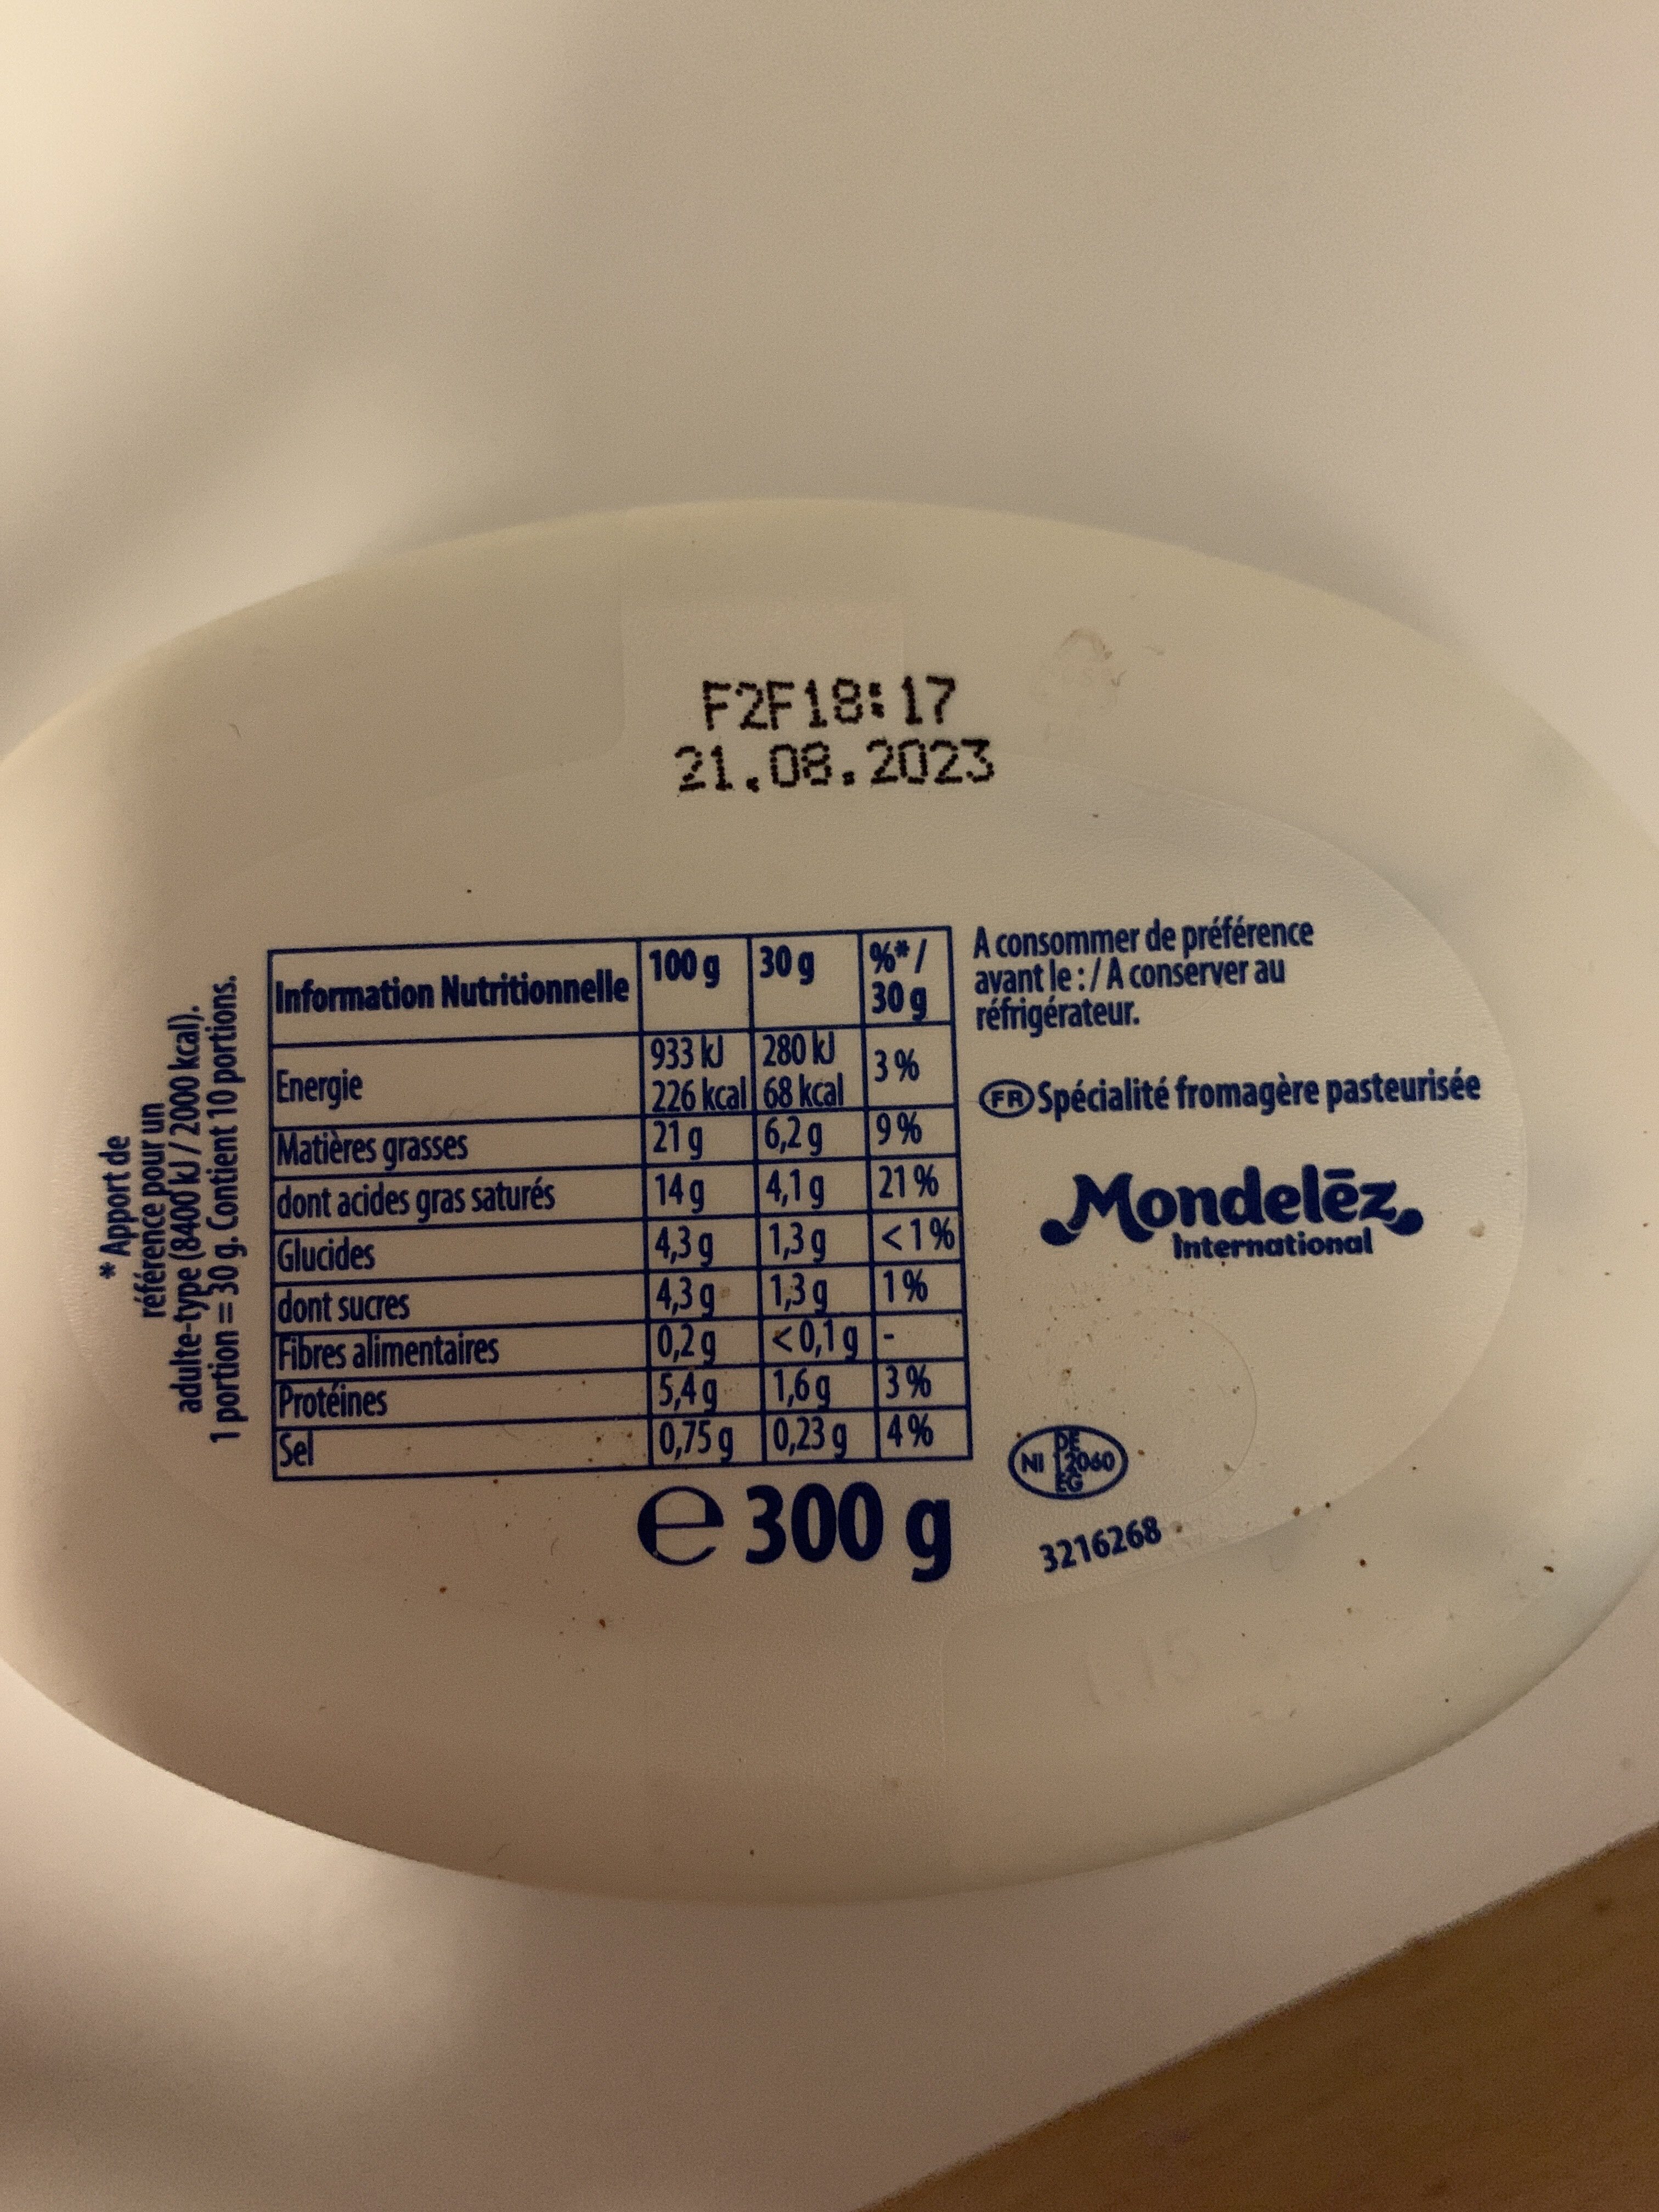 F2F18:17
21.08.2023
Information Nutritionnelle 100 g 30 g %* / 30 g
Energie 933 kJ 226 kcal 280 kJ 68 kcal 3 %
Matières grasses 21 g 6,2 g 9 %
dont acides gras saturés 14 g 4,1 g 21 %
Glucides 4,3 g 1,3 g <1 %
dont sucres 4,3 g 1,3 g 1 %
Fibres alimentaires 0,2 g <0,1 g -
Protéines 5,4 g 1,6 g 3 %
Sel 0,75 g 0,23 g 4 %
e 300 g
* Apport de
référence pour un
adulte-type (8400 kJ / 2000 kcal).
1 portion = 30 g. Contient 10 portions.
A consommer de préférence
avant le : / A conserver au
réfrigérateur.
FR Spécialité fromagère pasteurisée
Mondelēz
International
DE
NI 12060
EG
3216268